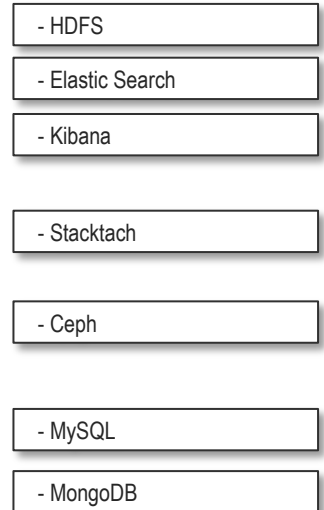 - HDFS
- Elastic Search
- Kibana
- Stacktach
- Ceph
- MySQL
- MongoDB